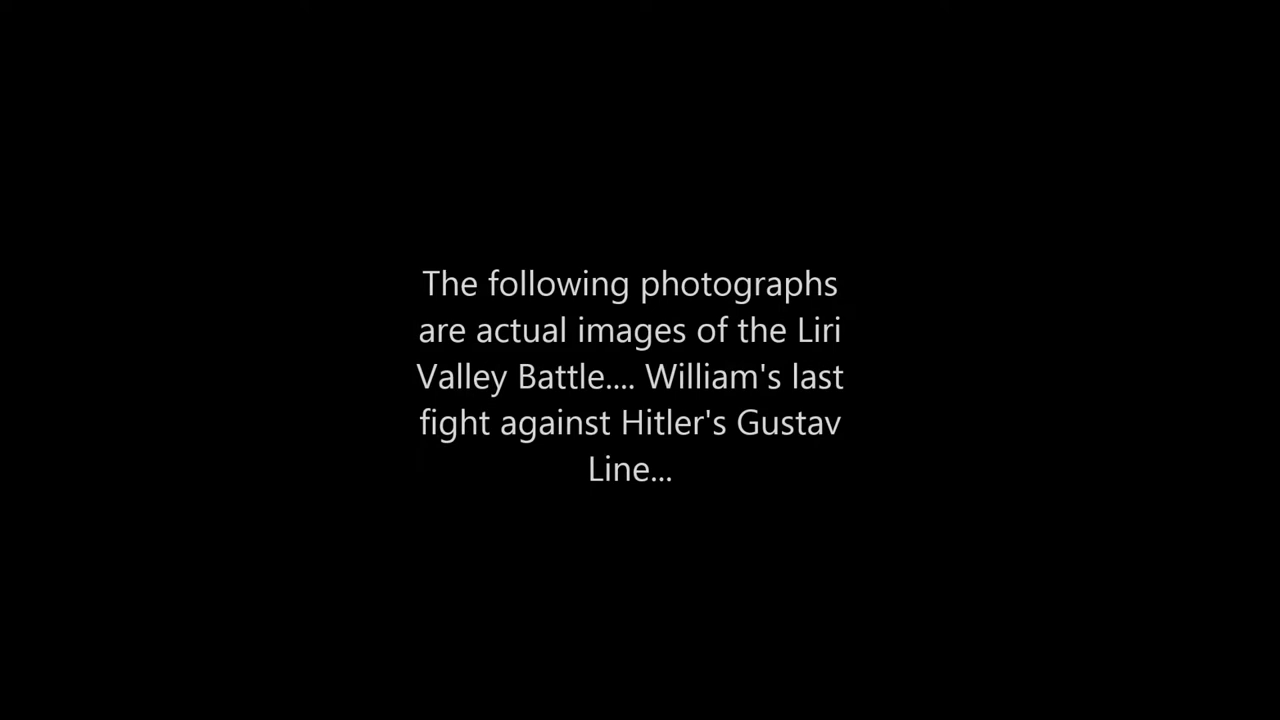 The following photographs
are actual images of the Liri
Valley Battle.... William's last
fight against Hitler's Gustav
Line...